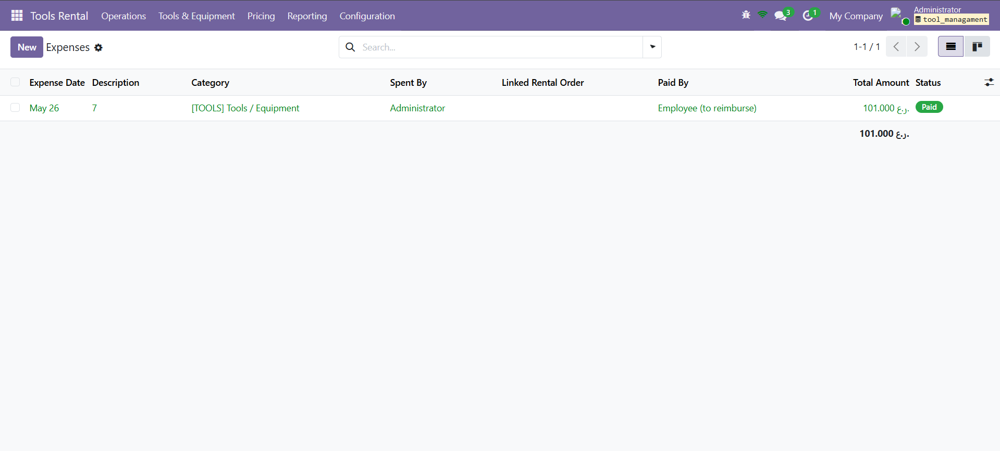 Tools Rental Operations Tools & Equipment Pricing Reporting Configuration 3 1 My Company Administrator
tool_managament
New Expenses Search... 1-1 / 1
Expense Date Description Category Spent By Linked Rental Order Paid By Total Amount Status
May 26 7 [TOOLS] Tools / Equipment Administrator Employee (to reimburse) 101.000 ر.ع. Paid
101.000 ر.ع.